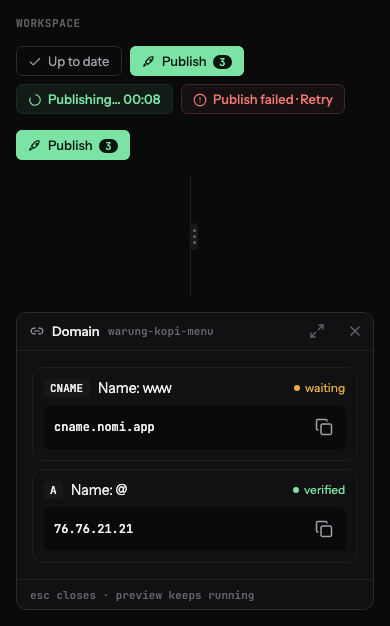 WORKSPACE
Up to date
Publish 3
Publishing… 00:08
Publish failed · Retry
Publish 3
Domain warung-kopi-menu
CNAME Name: www waiting
cname.nomi.app
A Name: @ verified
76.76.21.21
esc closes · preview keeps running